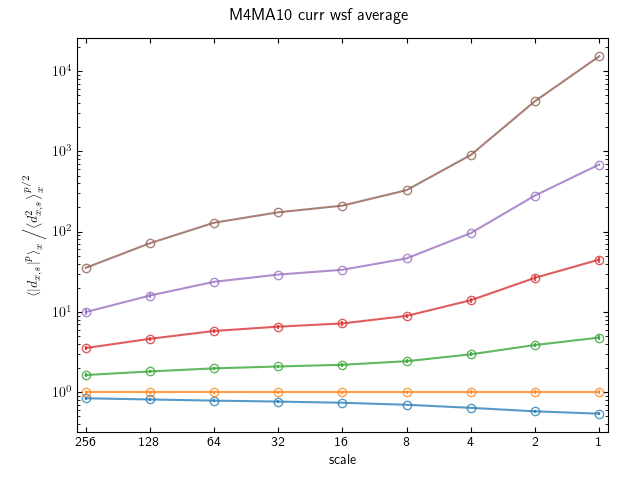 M4MA10 curr wsf average
⟨|d_{x,s}|^p⟩_x / ⟨d²_{x,s}⟩_x^{p/2}
10⁴
10³
10²
10¹
10⁰
256 128 64 32 16 8 4 2 1
scale